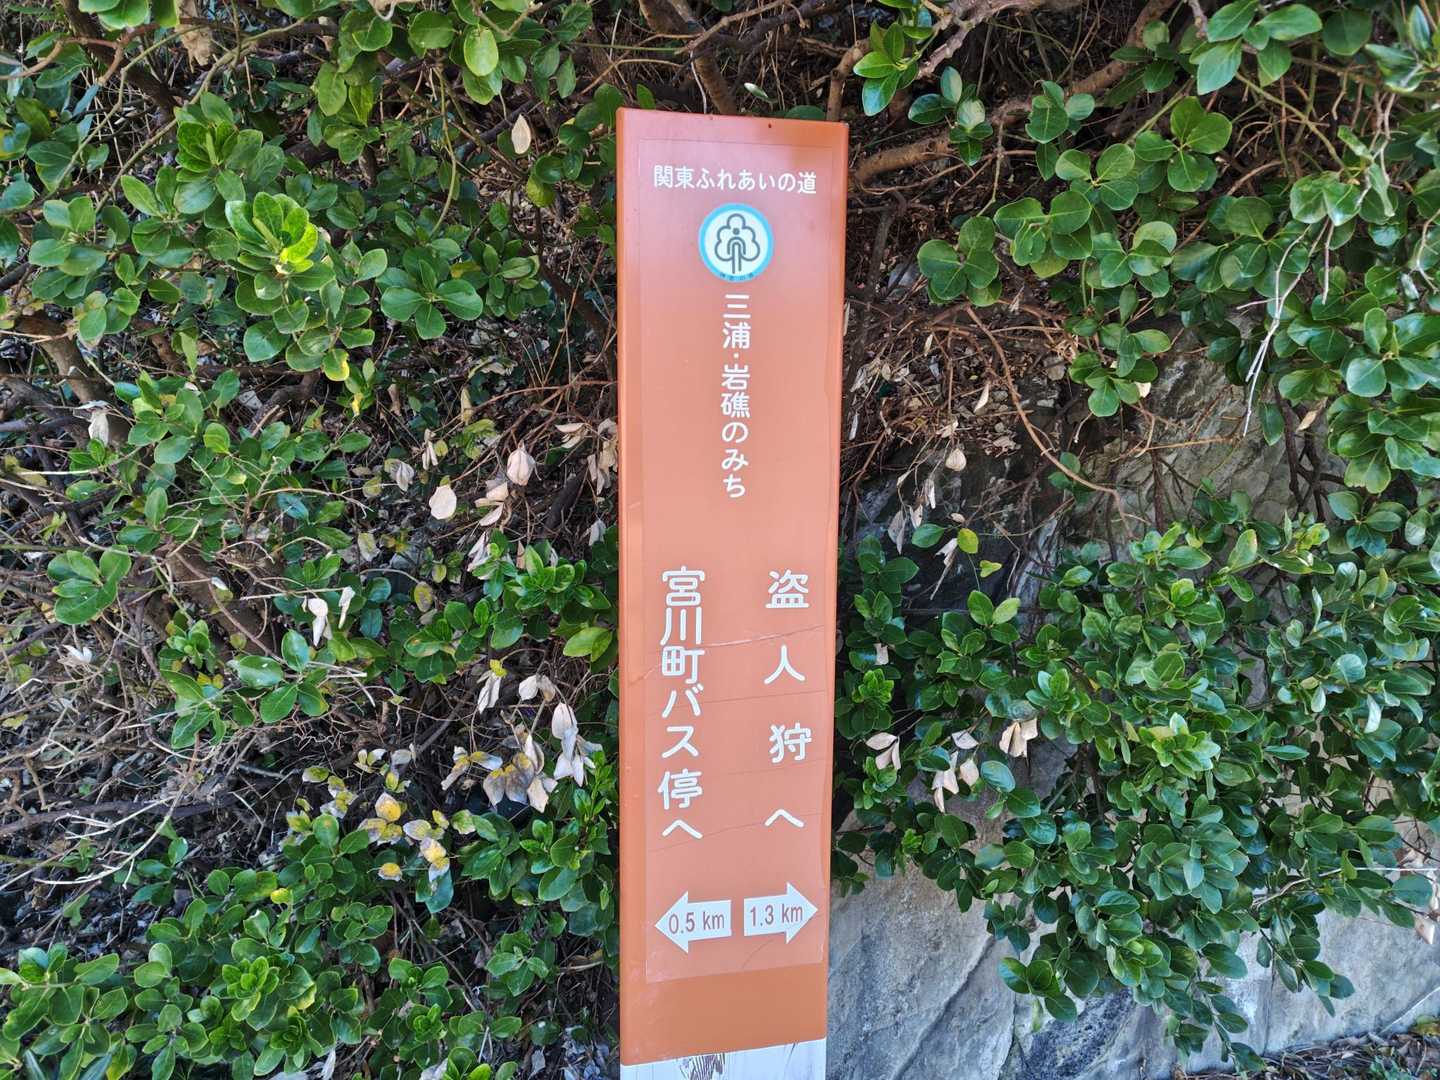 関東ふれあいの道
三浦・岩礁のみち
盗人狩へ
宮川町バス停へ
0.5 km
1.3 km